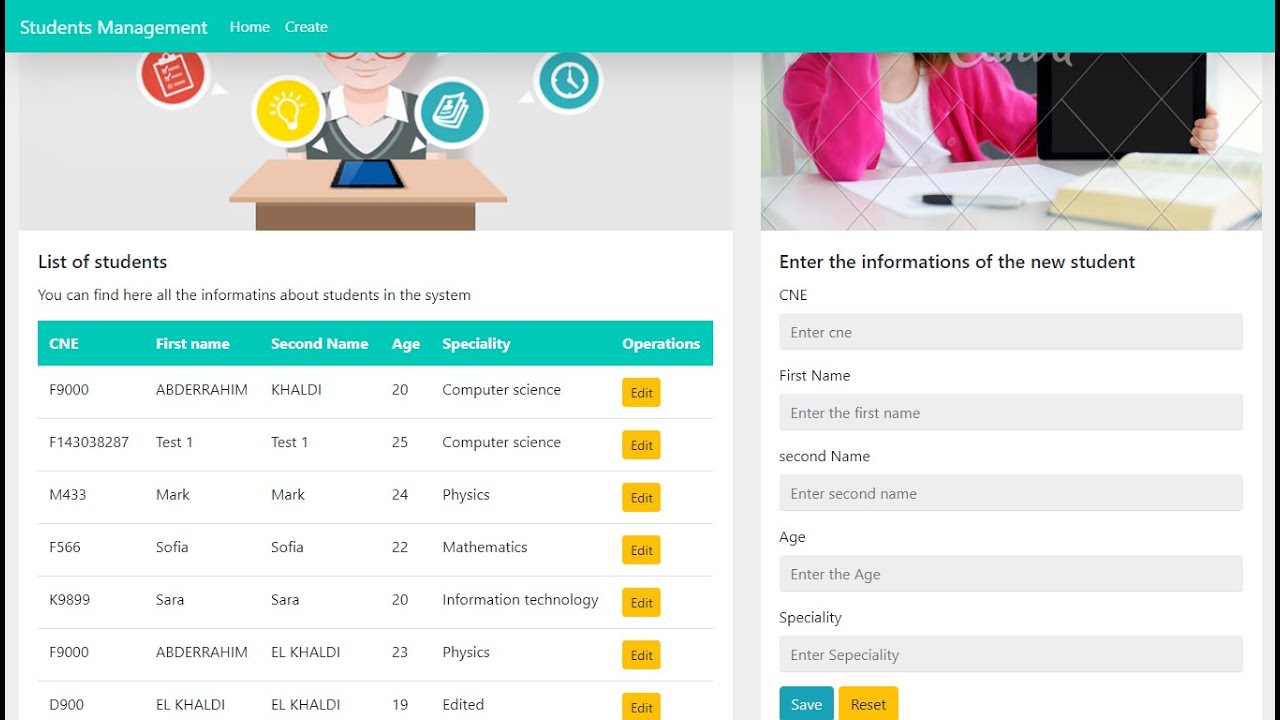 Students Management Home Create
Canva
List of students
You can find here all the informatins about students in the system
CNE First name Second Name Age Speciality Operations
F9000 ABDERRAHIM KHALDI 20 Computer science Edit
F143038287 Test 1 Test 1 25 Computer science Edit
M433 Mark Mark 24 Physics Edit
F566 Sofia Sofia 22 Mathematics Edit
K9899 Sara Sara 20 Information technology Edit
F9000 ABDERRAHIM EL KHALDI 23 Physics Edit
D900 EL KHALDI EL KHALDI 19 Edited Edit
Enter the informations of the new student
CNE
Enter cne
First Name
Enter the first name
second Name
Enter second name
Age
Enter the Age
Speciality
Enter Sepeciality
Save Reset